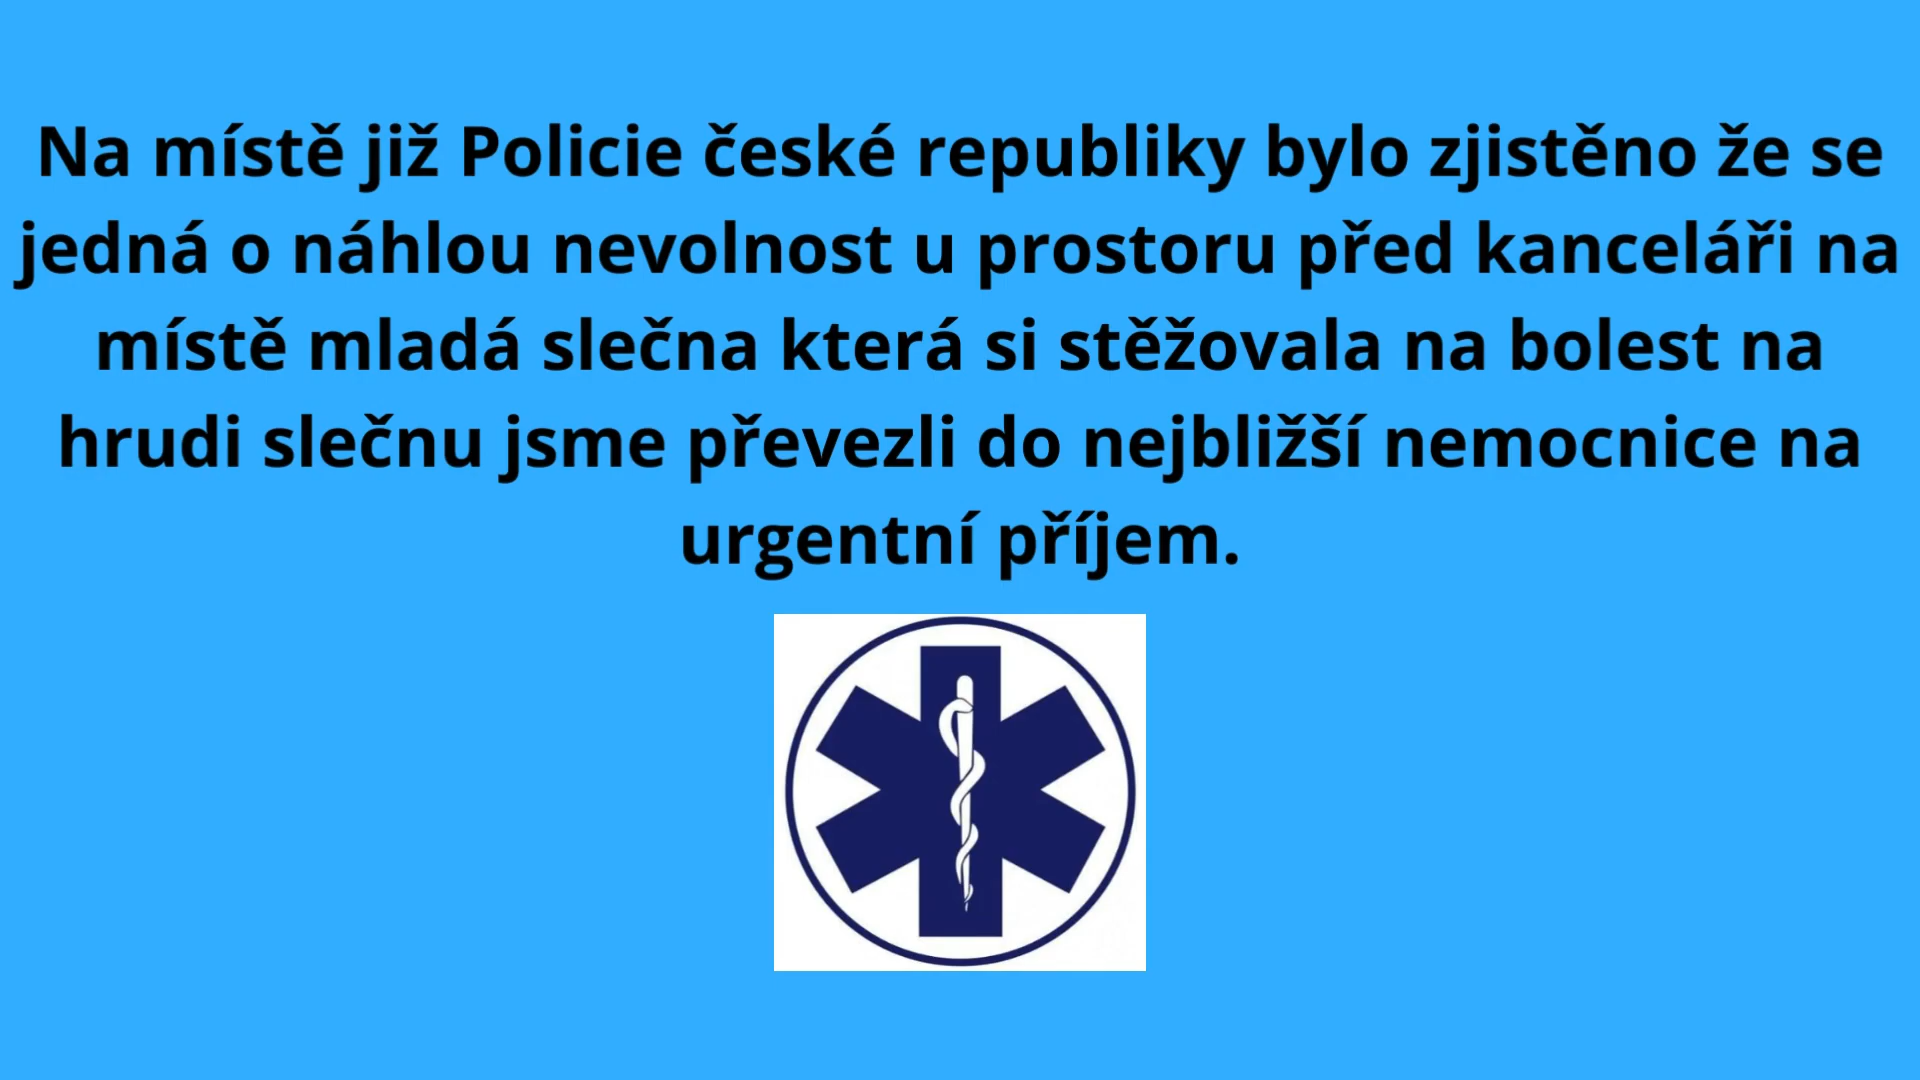 Na místě již Policie české republiky bylo zjistěno že se
jedná o náhlou nevolnost u prostoru před kanceláři na
místě mladá slečna která si stěžovala na bolest na
hrudi slečnu jsme převezli do nejbližší nemocnice na
urgentní příjem.